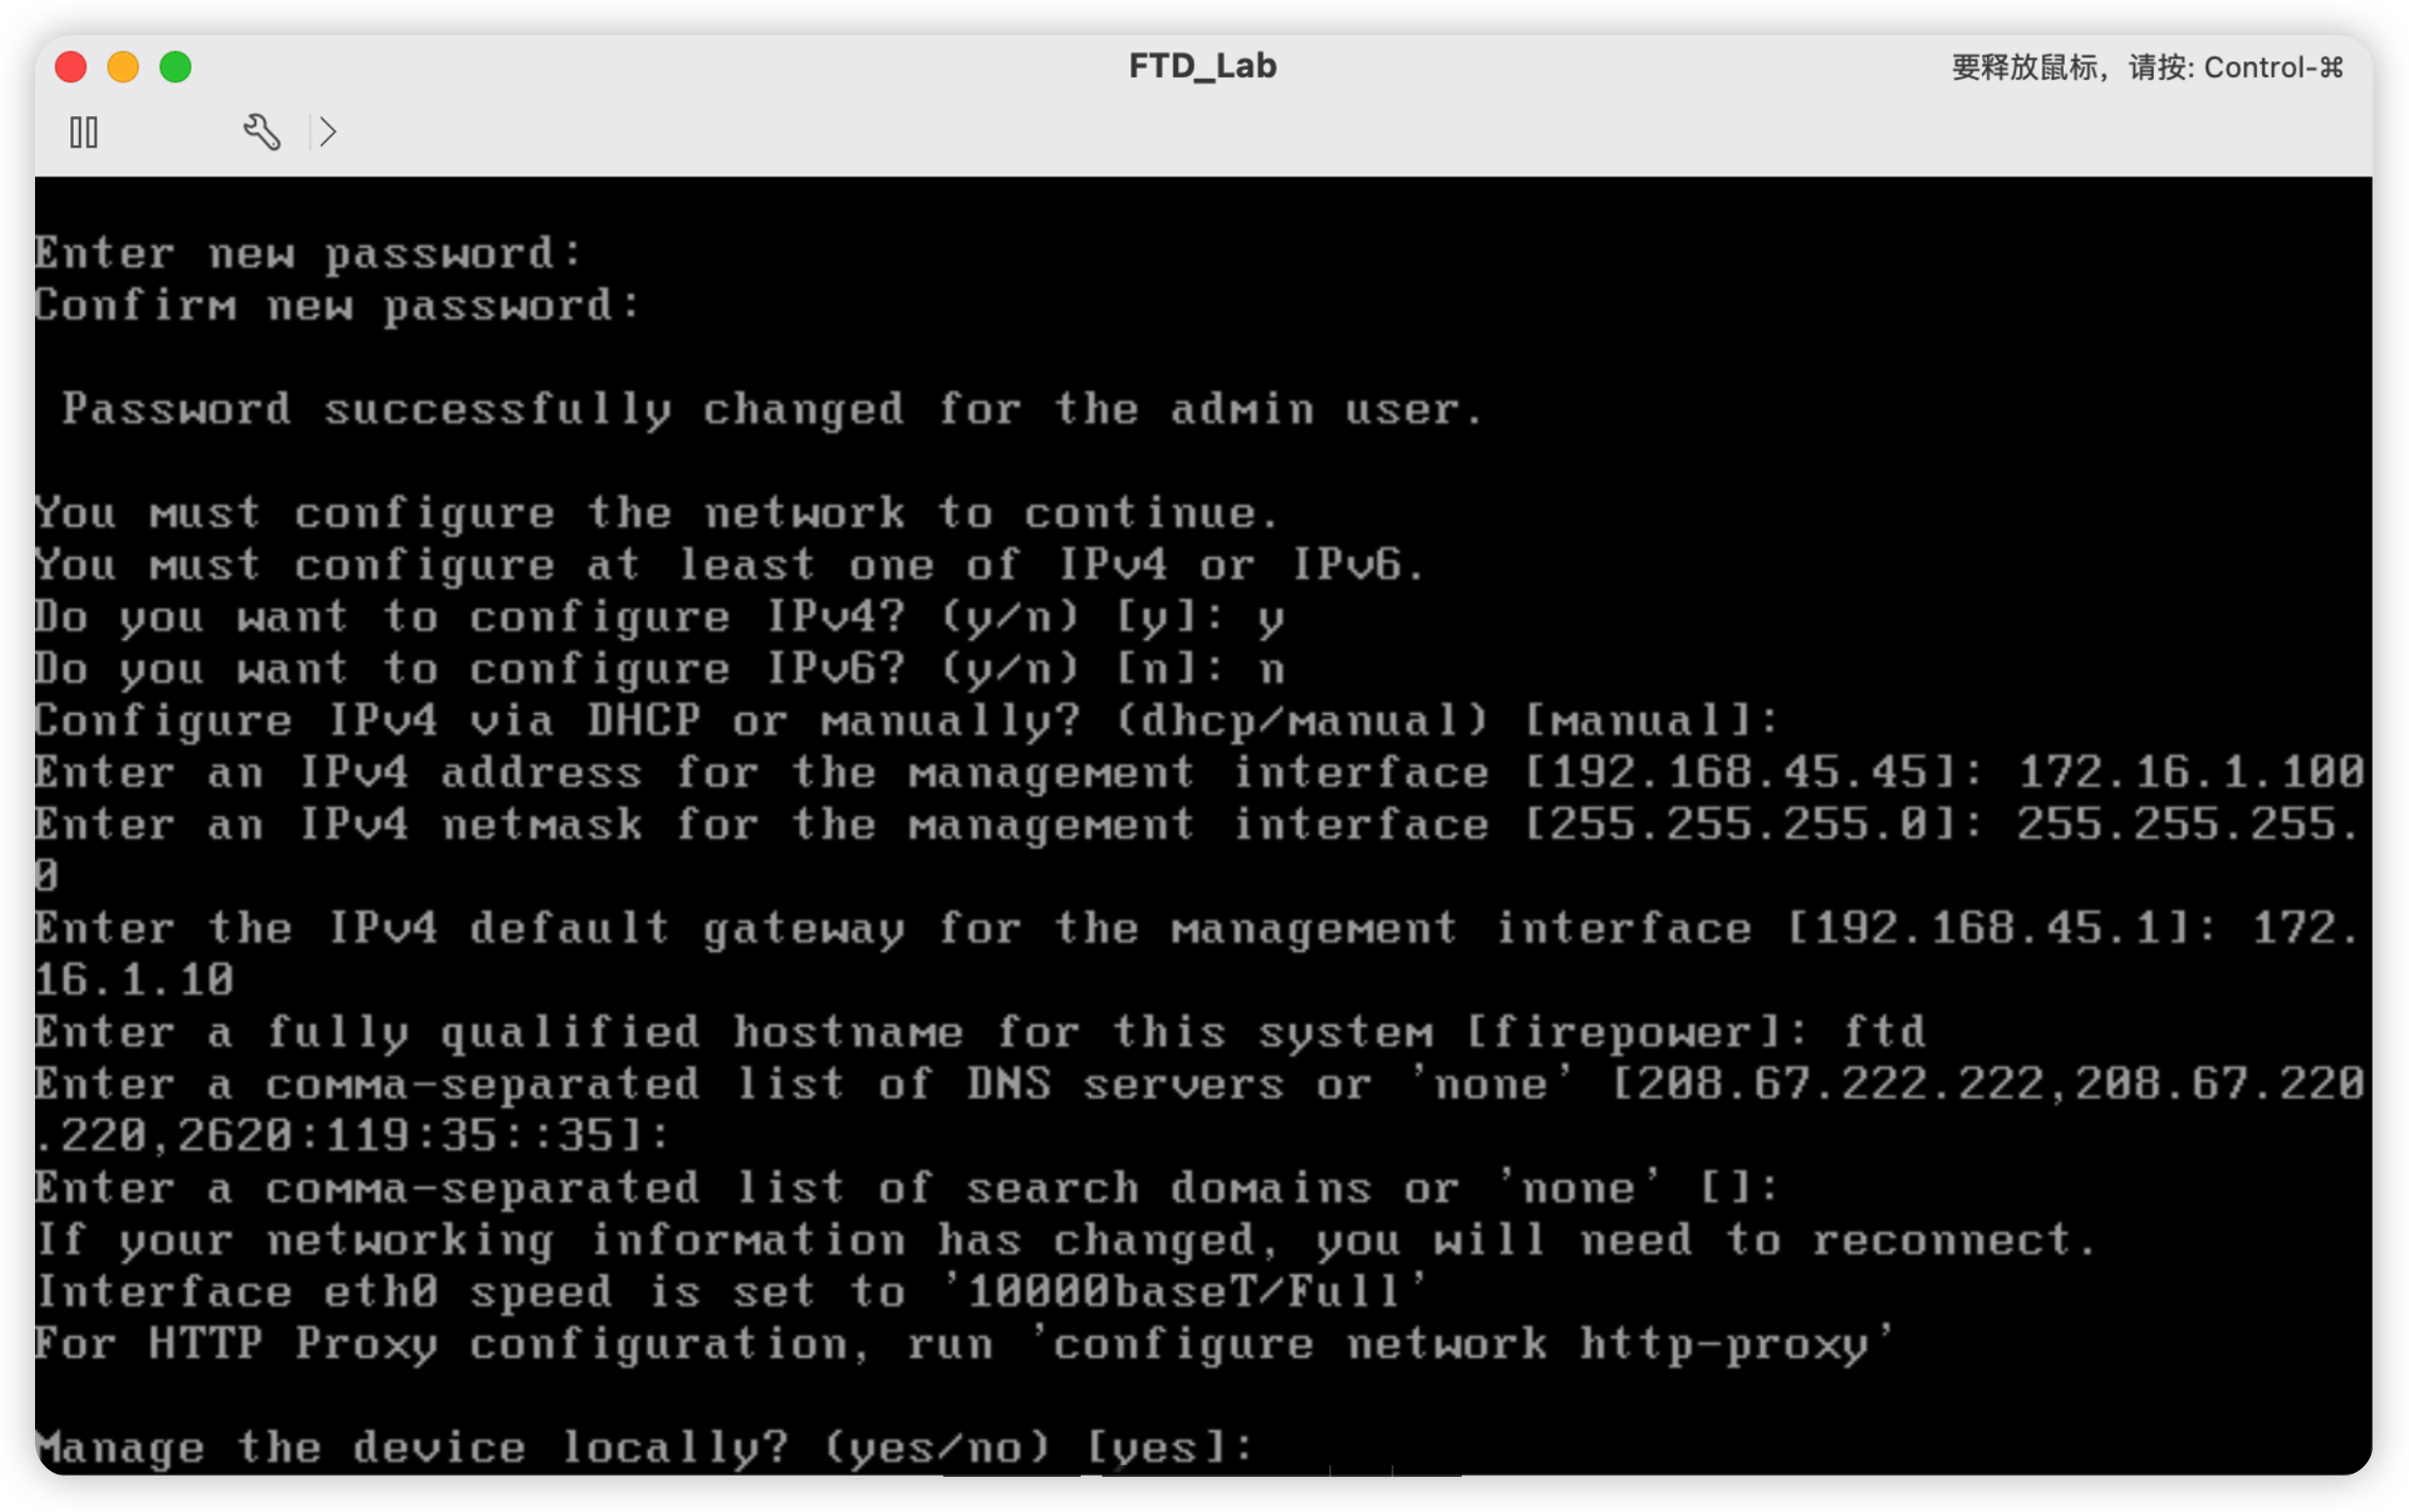 FTD_Lab
要释放鼠标，请按: Control-⌘
Enter new password:
Confirm new password:
Password successfully changed for the admin user.
You must configure the network to continue.
You must configure at least one of IPv4 or IPv6.
Do you want to configure IPv4? (y/n) [y]: y
Do you want to configure IPv6? (y/n) [n]: n
Configure IPv4 via DHCP or manually? (dhcp/manual) [manual]:
Enter an IPv4 address for the management interface [192.168.45.45]: 172.16.1.100
Enter an IPv4 netmask for the management interface [255.255.255.0]: 255.255.255.
0
Enter the IPv4 default gateway for the management interface [192.168.45.1]: 172.
16.1.10
Enter a fully qualified hostname for this system [firepower]: ftd
Enter a comma-separated list of DNS servers or 'none' [208.67.222.222,208.67.220
.220,2620:119:35::35]:
Enter a comma-separated list of search domains or 'none' []:
If your networking information has changed, you will need to reconnect.
Interface eth0 speed is set to '10000baseT/Full'
For HTTP Proxy configuration, run 'configure network http-proxy'
Manage the device locally? (yes/no) [yes]: